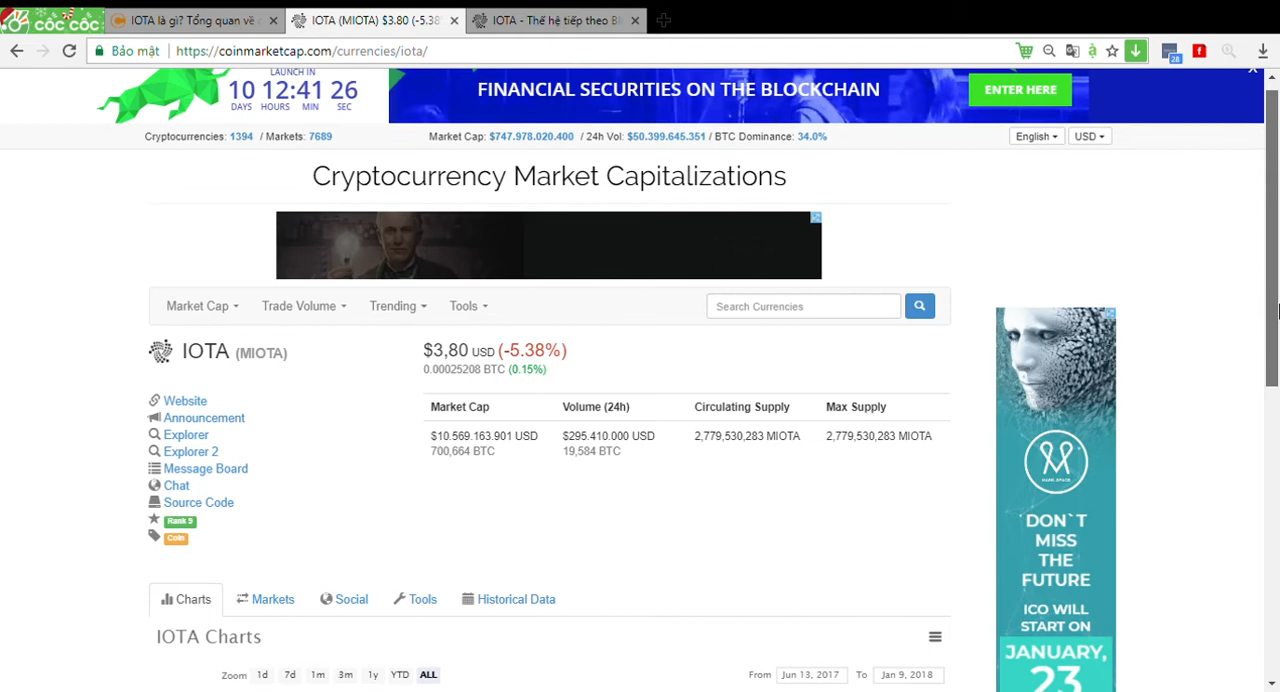 cốc cốc
IOTA là gì? Tổng quan về
IOTA (MIOTA) $3,80 (-5.38
IOTA - Thế hệ tiếp theo Bl
Bảo mật
https://coinmarketcap.com/currencies/iota/
28
LAUNCH IN
10 12:41 26
DAYS HOURS MIN SEC
FINANCIAL SECURITIES ON THE BLOCKCHAIN
ENTER HERE
Cryptocurrencies: 1394 / Markets: 7689
Market Cap: $747.978.020.400 / 24h Vol: $50.399.645.351 / BTC Dominance: 34.0%
English
USD
Cryptocurrency Market Capitalizations
Market Cap
Trade Volume
Trending
Tools
Search Currencies
IOTA (MIOTA)
$3,80 USD (-5.38%)
0.00025208 BTC (0.15%)
Website
Announcement
Explorer
Explorer 2
Message Board
Chat
Source Code
Rank 9
Coin
Market Cap Volume (24h) Circulating Supply Max Supply
$10.569.163.901 USD $295.410.000 USD 2,779,530,283 MIOTA 2,779,530,283 MIOTA
700,664 BTC 19,584 BTC
DON`T
MISS
THE
FUTURE
ICO WILL
START ON
JANUARY,
23
Charts
Markets
Social
Tools
Historical Data
IOTA Charts
Zoom 1d 7d 1m 3m 1y YTD ALL
From Jun 13, 2017 To Jan 9, 2018